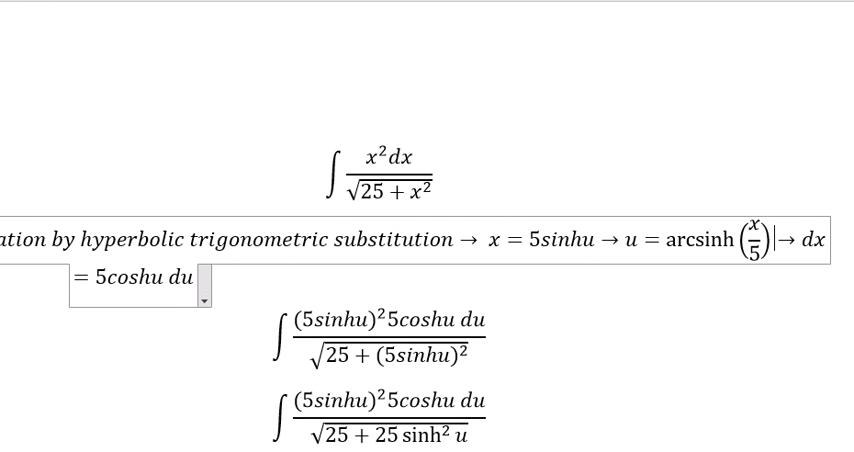 ∫ x²dx / √25 + x²
ation by hyperbolic trigonometric substitution → x = 5sinhu → u = arcsinh (x/5) → dx
= 5coshu du
∫ (5sinhu)²5coshu du / √25 + (5sinhu)²
∫ (5sinhu)²5coshu du / √25 + 25 sinh² u